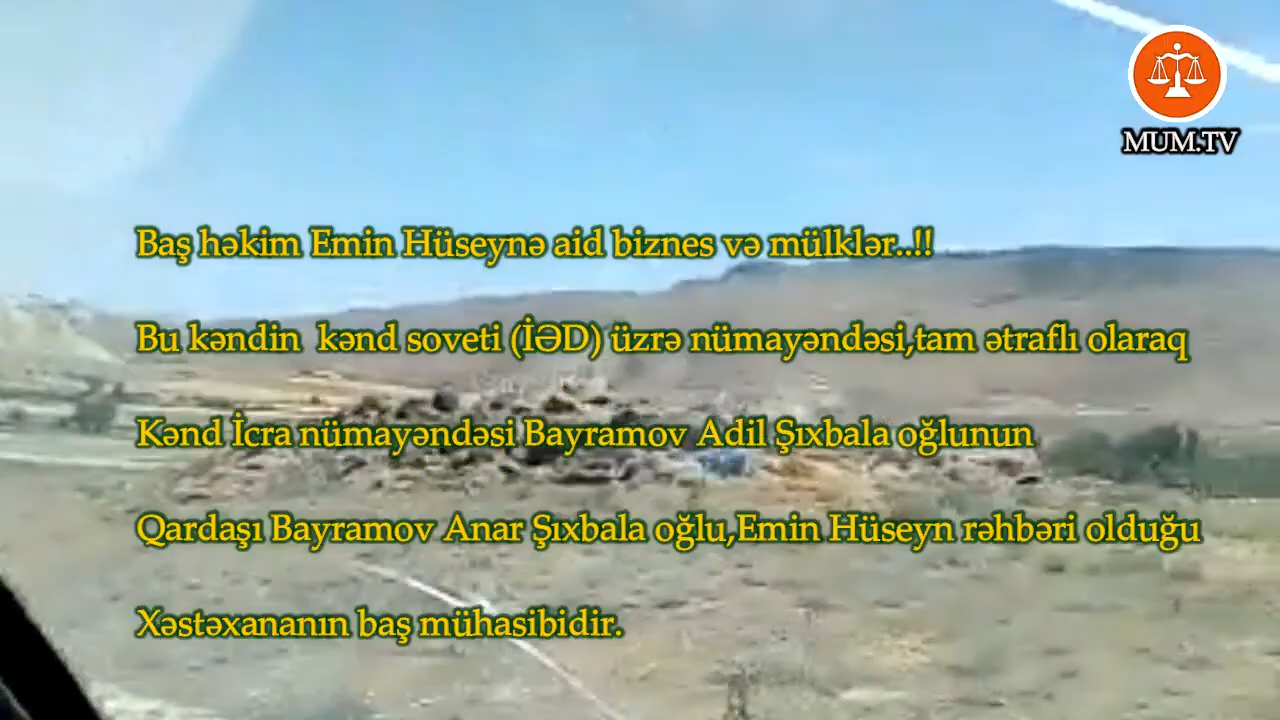 MUM.TV
Baş həkim Emin Hüseynə aid biznes və mülklər..!!
Bu kəndin kənd soveti (İƏD) üzrə nümayəndəsi,tam ətraflı olaraq
Kənd İcra nümayəndəsi Bayramov Adil Şıxbala oğlunun
Qardaşı Bayramov Anar Şıxbala oğlu,Emin Hüseyn rəhbəri olduğu
Xəstəxananın baş mühasibidir.